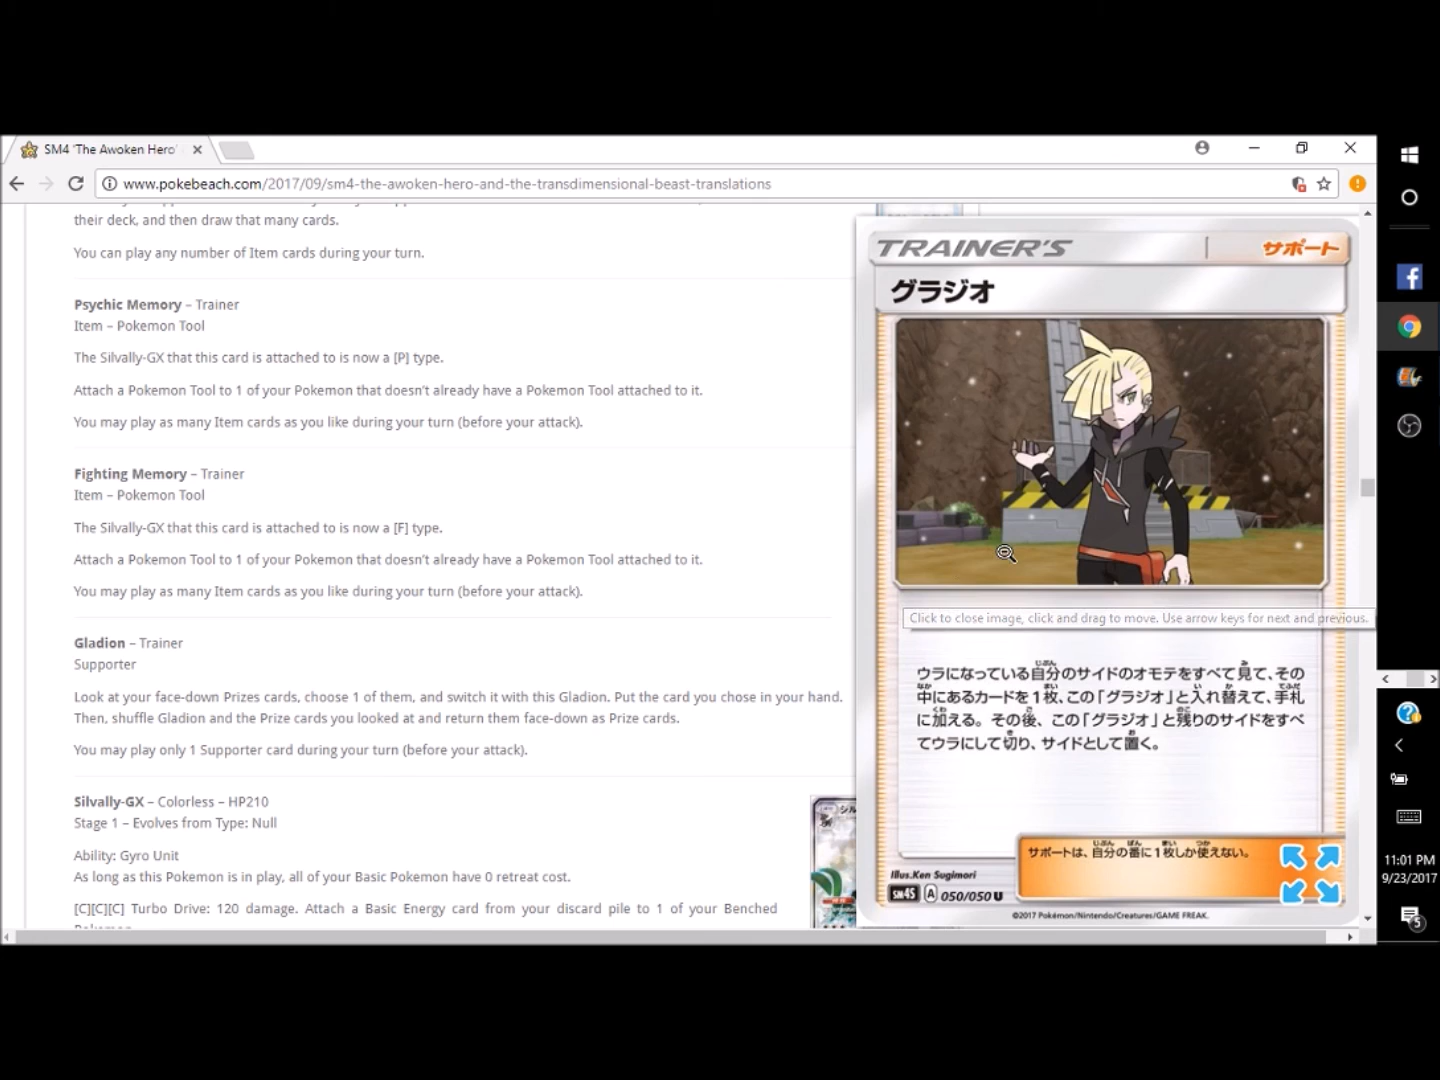 SM4 'The Awoken Hero'
www.pokebeach.com/2017/09/sm4-the-awoken-hero-and-the-transdimensional-beast-translations
their deck, and then draw that many cards.
You can play any number of Item cards during your turn.
Psychic Memory – Trainer
Item – Pokemon Tool
The Silvally-GX that this card is attached to is now a [P] type.
Attach a Pokemon Tool to 1 of your Pokemon that doesn't already have a Pokemon Tool attached to it.
You may play as many Item cards as you like during your turn (before your attack).
Fighting Memory – Trainer
Item – Pokemon Tool
The Silvally-GX that this card is attached to is now a [F] type.
Attach a Pokemon Tool to 1 of your Pokemon that doesn't already have a Pokemon Tool attached to it.
You may play as many Item cards as you like during your turn (before your attack).
Gladion – Trainer
Supporter
Look at your face-down Prizes cards, choose 1 of them, and switch it with this Gladion. Put the card you chose in your hand.
Then, shuffle Gladion and the Prize cards you looked at and return them face-down as Prize cards.
You may play only 1 Supporter card during your turn (before your attack).
Silvally-GX – Colorless – HP210
Stage 1 – Evolves from Type: Null
Ability: Gyro Unit
As long as this Pokemon is in play, all of your Basic Pokemon have 0 retreat cost.
[C][C][C] Turbo Drive: 120 damage. Attach a Basic Energy card from your discard pile to 1 of your Benched
TRAINER'S サポート
グラジオ
Click to close image, click and drag to move. Use arrow keys for next and previous.
ウラになっている自分のサイドのオモテをすべて見て、その
中にあるカードを1枚、この「グラジオ」と入れ替えて、手札
に加える。その後、この「グラジオ」と残りのサイドをすべ
てウラにして切り、サイドとして置く。
サポートは、自分の番に1枚しか使えない。
Illus.Ken Sugimori
SM4S A 050/050 U
©2017 Pokémon/Nintendo/Creatures/GAME FREAK.
11:01 PM
9/23/2017
5